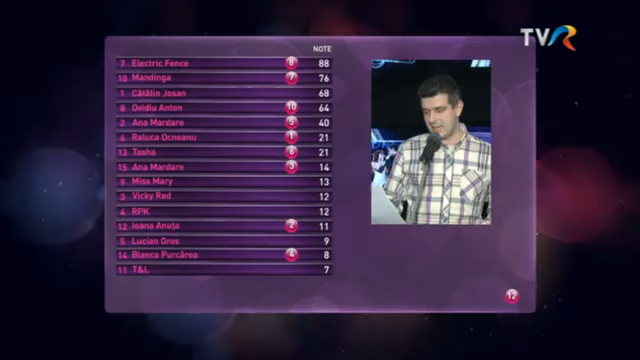 TVR
NOTE
7 Electric Fence 8 88
10 Mandinga 7 76
1 Cătălin Josan 68
8 Ovidiu Anton 10 64
2 Ana Mardare 5 40
6 Raluca Ocneanu 1 21
13 Tasha 6 21
15 Ana Mardare 3 14
9 Miss Mary 13
3 Vicky Red 12
4 RPK 12
12 Ioana Anuța 2 11
5 Lucian Oros 9
14 Bianca Purcărea 4 8
11 T&L 7
12